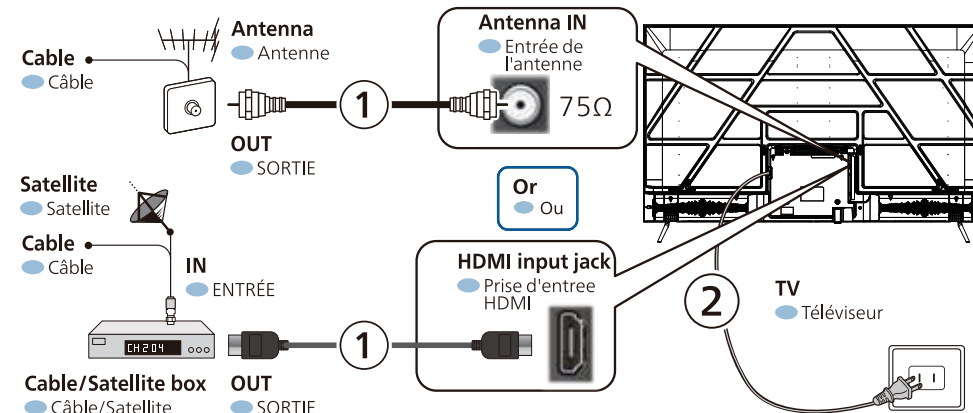 Antenna
Antenne
Cable
Câble
OUT
SORTIE
1
Antenna IN
Entrée de
l'antenne
75Ω
Or
Ou
Satellite
Satellite
Cable
Câble
IN
ENTRÉE
CH204
Cable/Satellite box
Câble/Satellite
OUT
SORTIE
1
HDMI input jack
Prise d'entree
HDMI
2
TV
Téléviseur